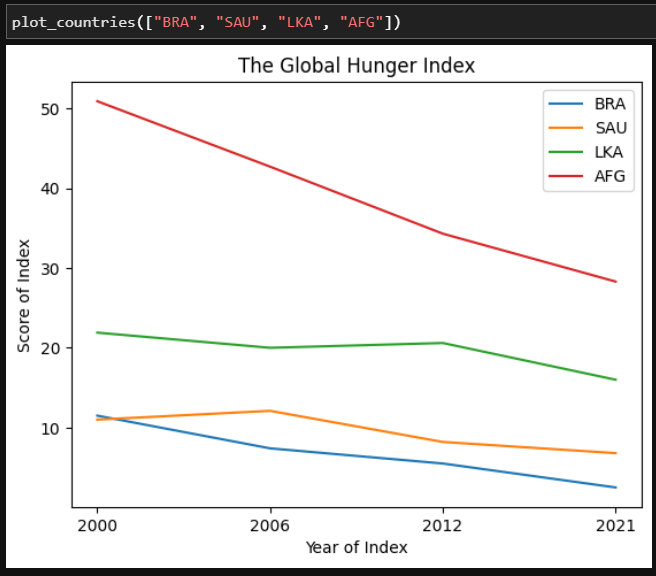 plot_countries(["BRA", "SAU", "LKA", "AFG"])
The Global Hunger Index
BRA
SAU
LKA
AFG
50
40
30
20
10
Score of Index
2000 2006 2012 2021
Year of Index